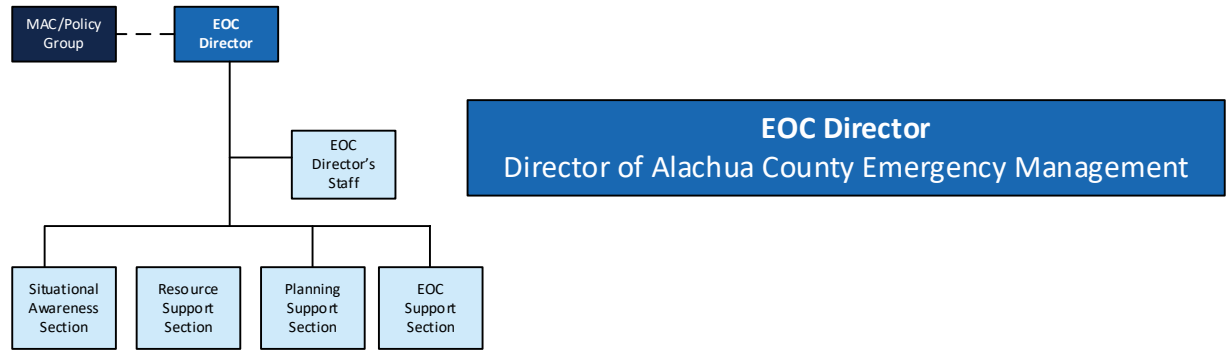 MAC/Policy
Group
EOC
Director
EOC
Director's
Staff
Situational
Awareness
Section
Resource
Support
Section
Planning
Support
Section
EOC
Support
Section
EOC Director
Director of Alachua County Emergency Management